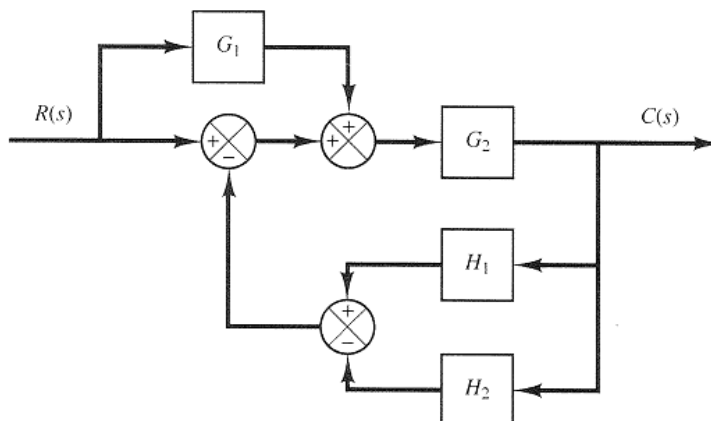 G₁
R(s)
C(s)
+
+
+
+
−
G₂
H₁
+
−
H₂